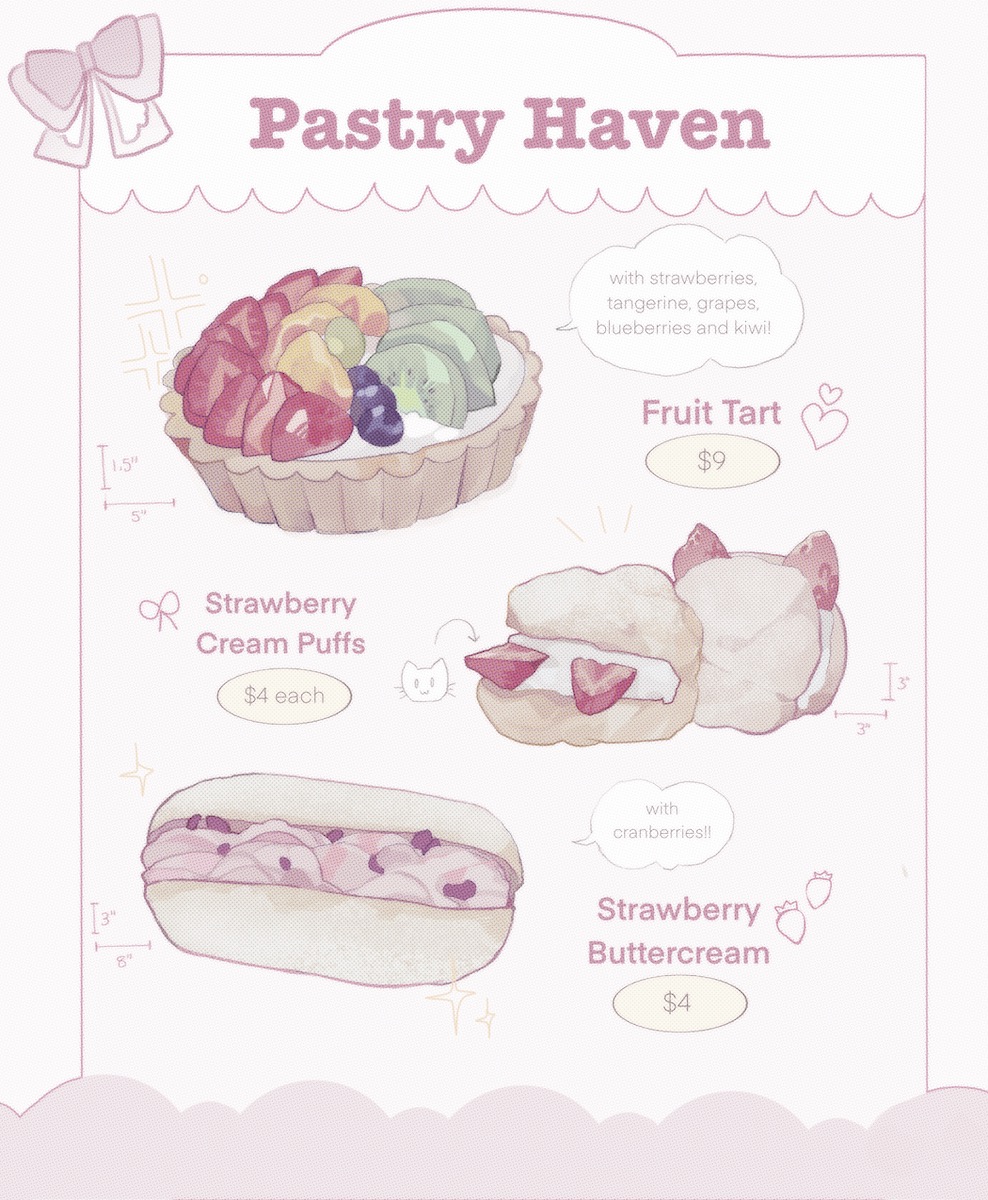 Pastry Haven
with strawberries,
tangerine, grapes,
blueberries and kiwi!
Fruit Tart
$9
1.5"
5"
Strawberry
Cream Puffs
$4 each
3"
3"
with
cranberries!!
Strawberry
Buttercream
$4
3"
8"